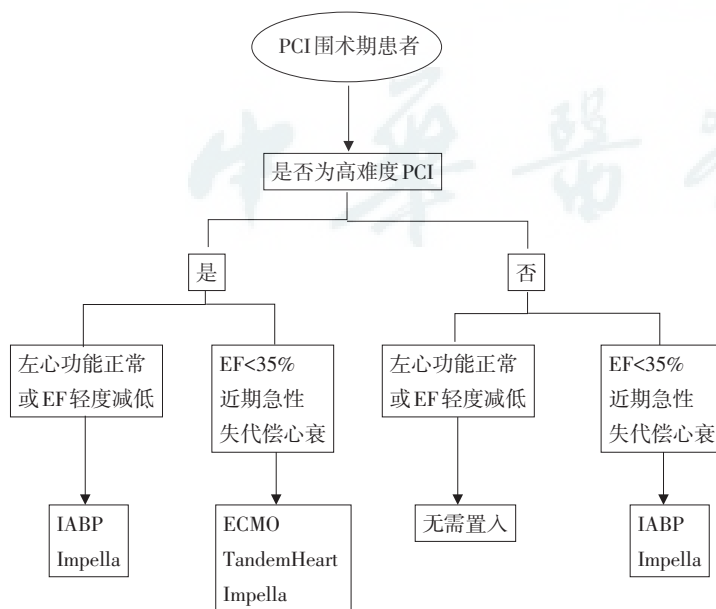 PCI围术期患者
中華醫
是否为高难度PCI
是
否
左心功能正常
或EF轻度减低
EF<35%
近期急性
失代偿心衰
左心功能正常
或EF轻度减低
EF<35%
近期急性
失代偿心衰
IABP
Impella
ECMO
TandemHeart
Impella
无需置入
IABP
Impella